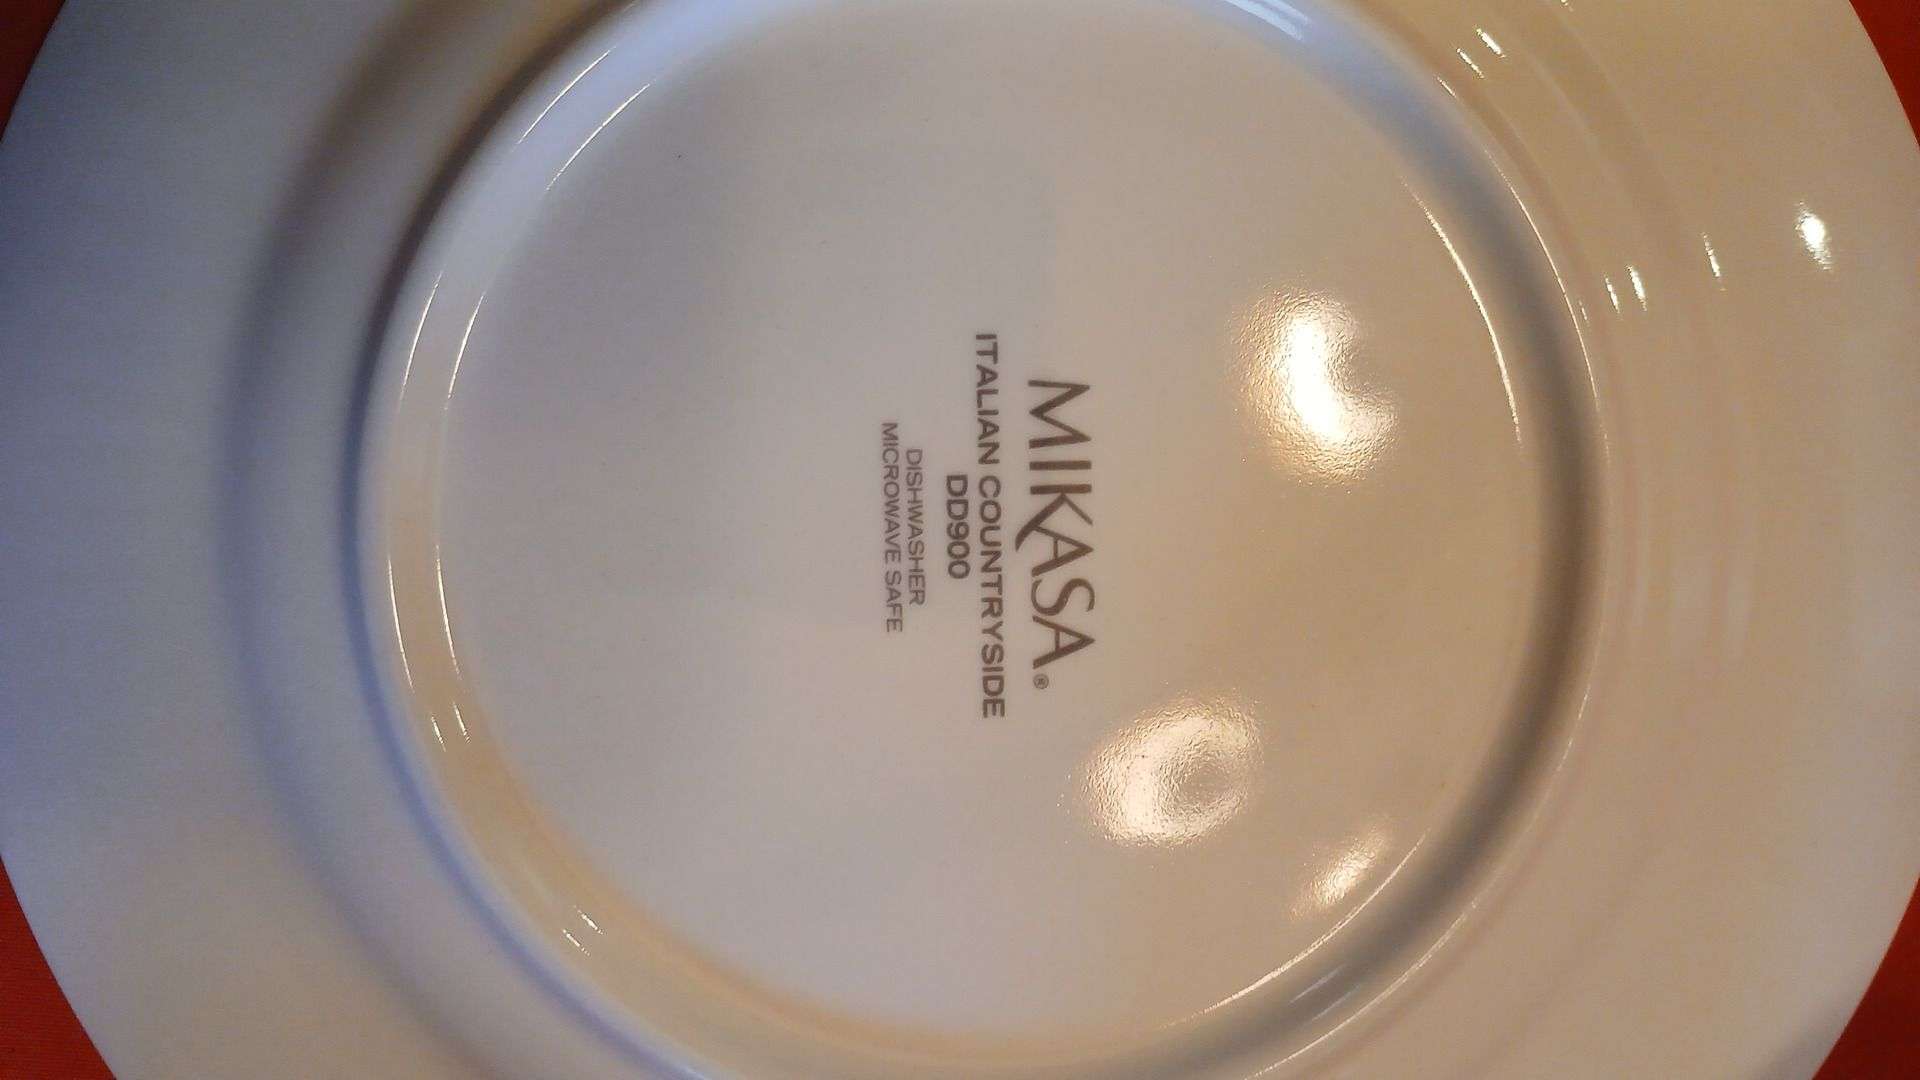 MIKASA®
ITALIAN COUNTRYSIDE
DD900
DISHWASHER
MICROWAVE SAFE